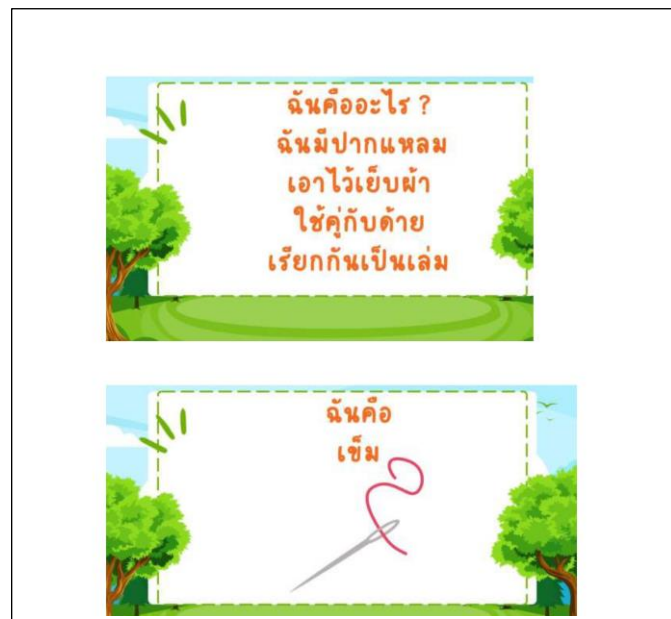 ฉันคืออะไร ?
ฉันมีปากแหลม
เอาไว้เย็บผ้า
ใช้คู่กับด้าย
เรียกกันเป็นเล่ม
ฉันคือ
เข็ม